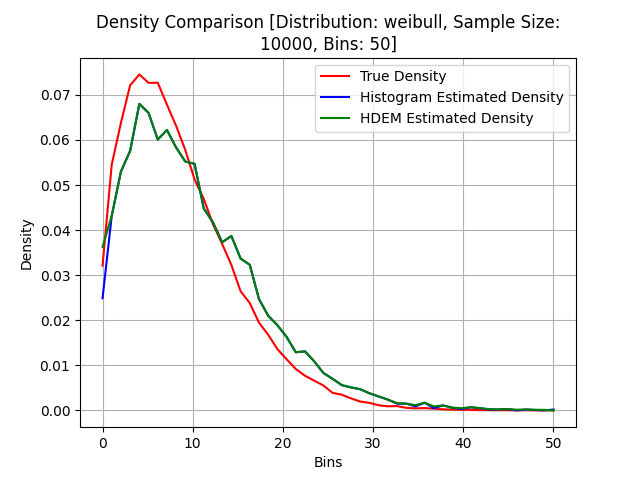 Density Comparison [Distribution: weibull, Sample Size:
10000, Bins: 50]
True Density
Histogram Estimated Density
HDEM Estimated Density
Density
0.07
0.06
0.05
0.04
0.03
0.02
0.01
0.00
0 10 20 30 40 50
Bins